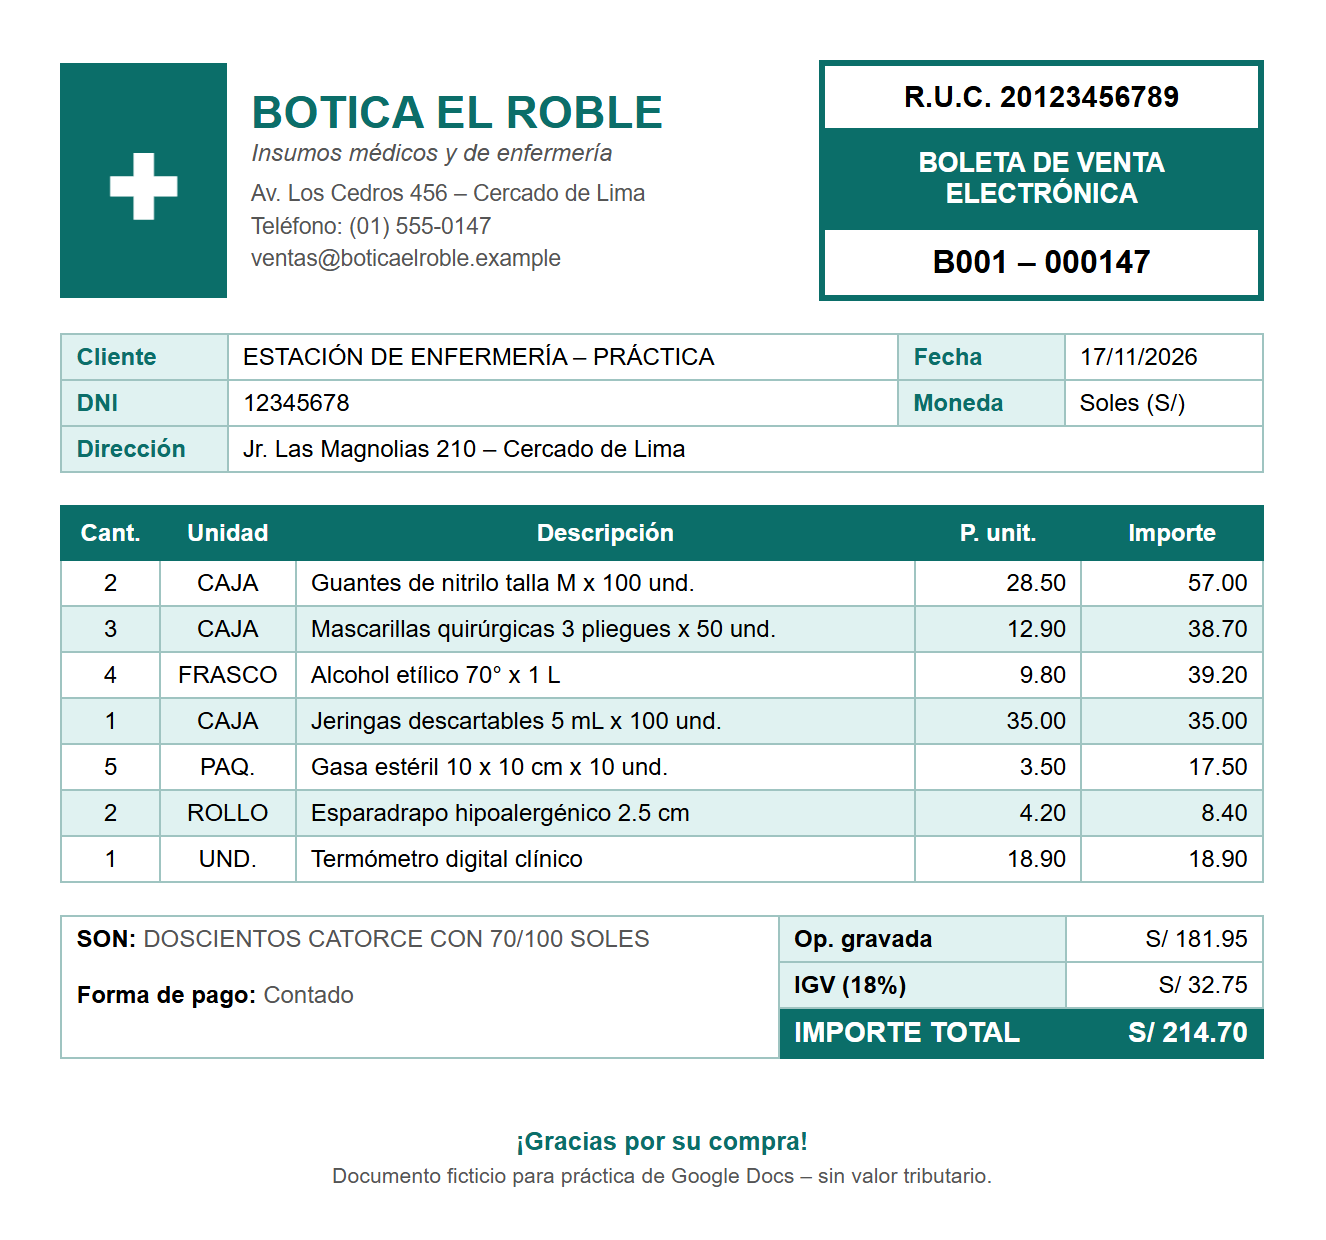 BOTICA EL ROBLE
Insumos médicos y de enfermería
Av. Los Cedros 456 – Cercado de Lima
Teléfono: (01) 555-0147
ventas@boticaelroble.example
R.U.C. 20123456789
BOLETA DE VENTA
ELECTRÓNICA
B001 – 000147
Cliente ESTACIÓN DE ENFERMERÍA – PRÁCTICA Fecha 17/11/2026
DNI 12345678 Moneda Soles (S/)
Dirección Jr. Las Magnolias 210 – Cercado de Lima
Cant. Unidad Descripción P. unit. Importe
2 CAJA Guantes de nitrilo talla M x 100 und. 28.50 57.00
3 CAJA Mascarillas quirúrgicas 3 pliegues x 50 und. 12.90 38.70
4 FRASCO Alcohol etílico 70° x 1 L 9.80 39.20
1 CAJA Jeringas descartables 5 mL x 100 und. 35.00 35.00
5 PAQ. Gasa estéril 10 x 10 cm x 10 und. 3.50 17.50
2 ROLLO Esparadrapo hipoalergénico 2.5 cm 4.20 8.40
1 UND. Termómetro digital clínico 18.90 18.90
SON: DOSCIENTOS CATORCE CON 70/100 SOLES
Forma de pago: Contado
Op. gravada S/ 181.95
IGV (18%) S/ 32.75
IMPORTE TOTAL S/ 214.70
¡Gracias por su compra!
Documento ficticio para práctica de Google Docs – sin valor tributario.